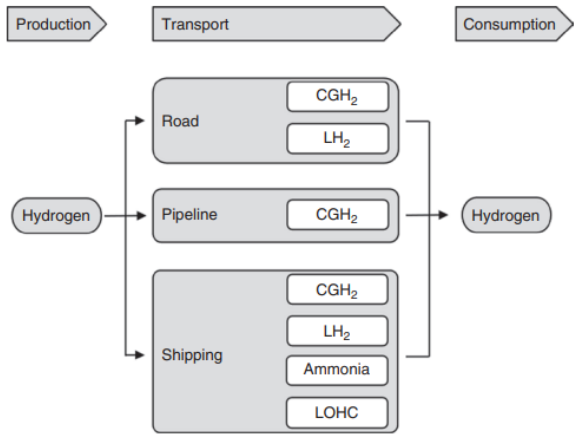 Production
Transport
Consumption
Hydrogen
Road
CGH₂
LH₂
Pipeline
CGH₂
Shipping
CGH₂
LH₂
Ammonia
LOHC
Hydrogen